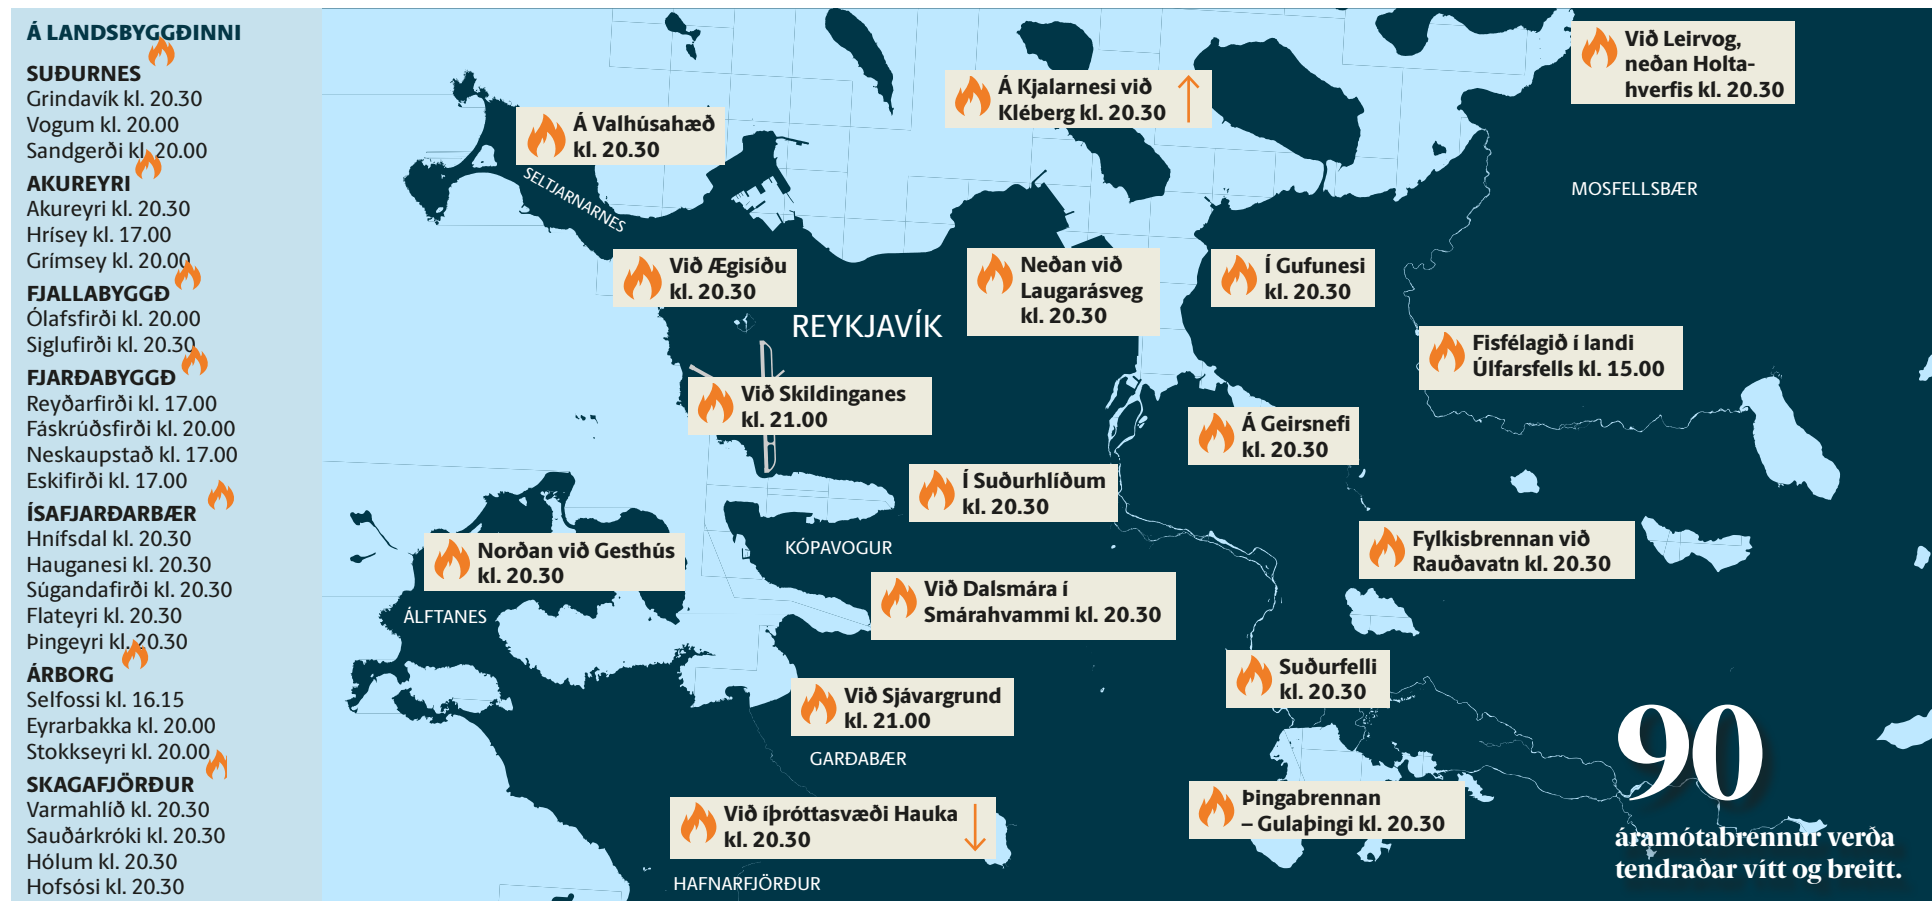 Á LANDSBYGGÐINNI
SUÐURNES
Grindavík kl. 20.30
Vogum kl. 20.00
Sandgerði kl. 20.00
AKUREYRI
Akureyri kl. 20.30
Hrísey kl. 17.00
Grímsey kl. 20.00
FJALLABYGGÐ
Ólafsfirði kl. 20.00
Siglufirði kl. 20.30
FJARÐABYGGÐ
Reyðarfirði kl. 17.00
Fáskrúðsfirði kl. 20.00
Neskaupstað kl. 17.00
Eskifirði kl. 17.00
ÍSAFJARÐARBÆR
Hnífsdal kl. 20.30
Hauganesi kl. 20.30
Súgandafirði kl. 20.30
Flateyri kl. 20.30
Þingeyri kl. 20.30
ÁRBORG
Selfossi kl. 16.15
Eyrarbakka kl. 20.00
Stokkseyri kl. 20.00
SKAGAFJÖRÐUR
Varmahlíð kl. 20.30
Sauðárkróki kl. 20.30
Hólum kl. 20.30
Hofsósi kl. 20.30
Við Leirvog,
neðan Holta-
hverfis kl. 20.30
Á Kjalarnesi við
Kléberg kl. 20.30
Á Valhúsahæð
kl. 20.30
SELTJARNARNES
MOSFELLSBÆR
Við Ægisíðu
kl. 20.30
Neðan við
Laugarásveg
kl. 20.30
Í Gufunesi
kl. 20.30
REYKJAVÍK
Fisfélagið í landi
Úlfarsfells kl. 15.00
Við Skildinganes
kl. 21.00
Á Geirsnefi
kl. 20.30
Í Suðurhlíðum
kl. 20.30
Norðan við Gesthús
kl. 20.30
KÓPAVOGUR
Fylkisbrennan við
Rauðavatn kl. 20.30
ÁLFTANES
Við Dalsmára í
Smárahvammi kl. 20.30
Suðurfelli
kl. 20.30
Við Sjávargrund
kl. 21.00
GARÐABÆR
Við íþróttasvæði Hauka
kl. 20.30
Þingabrennan
– Gulaþingi kl. 20.30
HAFNARFJÖRÐUR
90
áramótabrennur verða
tendraðar vítt og breitt.